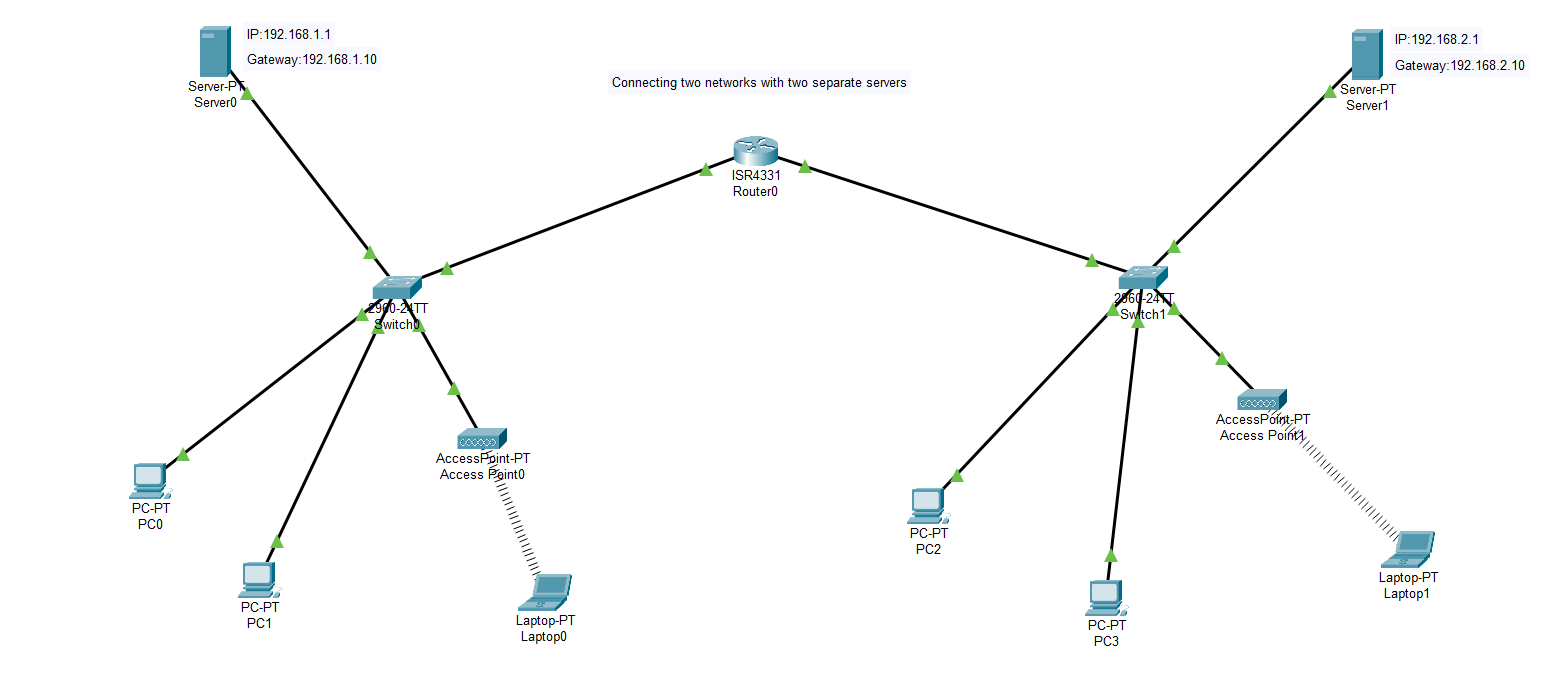 IP:192.168.1.1
Gateway:192.168.1.10
Server-PT
Server0
Connecting two networks with two separate servers
IP:192.168.2.1
Gateway:192.168.2.10
Server-PT
Server1
ISR4331
Router0
2960-24TT
Switch0
2960-24TT
Switch1
AccessPoint-PT
Access Point0
AccessPoint-PT
Access Point1
PC-PT
PC0
PC-PT
PC1
Laptop-PT
Laptop0
PC-PT
PC2
PC-PT
PC3
Laptop-PT
Laptop1